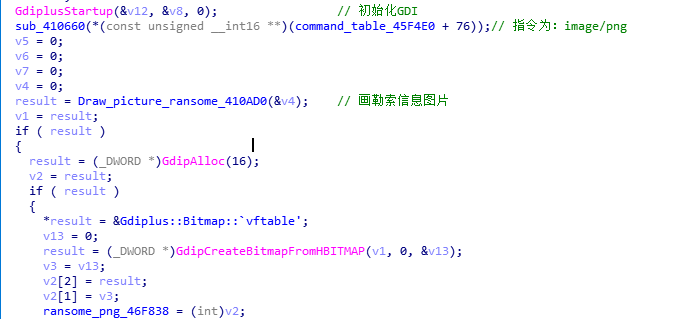 GdiplusStartup(&v12, &v8, 0);                // 初始化GDI
sub_410660(*(const unsigned __int16 **)(command_table_45F4E0 + 76));// 指令为：image/png
v5 = 0;
v6 = 0;
v7 = 0;
v4 = 0;
result = Draw_picture_ransome_410AD0(&v4);    // 画勒索信息图片
v1 = result;
if ( result )
{
  result = (_DWORD *)GdipAlloc(16);
  v2 = result;
  if ( result )
  {
    *result = &Gdiplus::Bitmap::`vftable';
    v13 = 0;
    result = (_DWORD *)GdipCreateBitmapFromHBITMAP(v1, 0, &v13);
    v3 = v13;
    v2[2] = result;
    v2[1] = v3;
    ransome_png_46F838 = (int)v2;